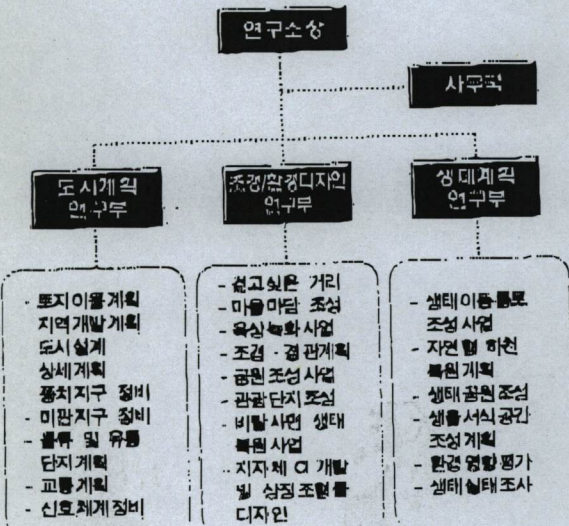 연구소장
사무국
도시계획
연구부
조경/환경디자인
연구부
생태계획
연구부
- 토지이용계획
지역개발계획
도시설계
상세계획
풍치지구 정비
- 미관지구 정비
- 물류 및 유통
단지계획
- 교통계획
- 신호체계정비
- 걷고싶은 거리
- 마을마당 조성
- 옥상녹화사업
- 조경·경관계획
- 공원조성사업
- 관광단지조성
- 비탈사면 생태
복원사업
- 지자체 CI 개발
및 상징조형물
디자인
- 생태이동통로
조성사업
- 자연형 하천
복원계획
- 생태공원조성
- 생물서식공간
조성계획
- 환경영향평가
- 생태실태조사